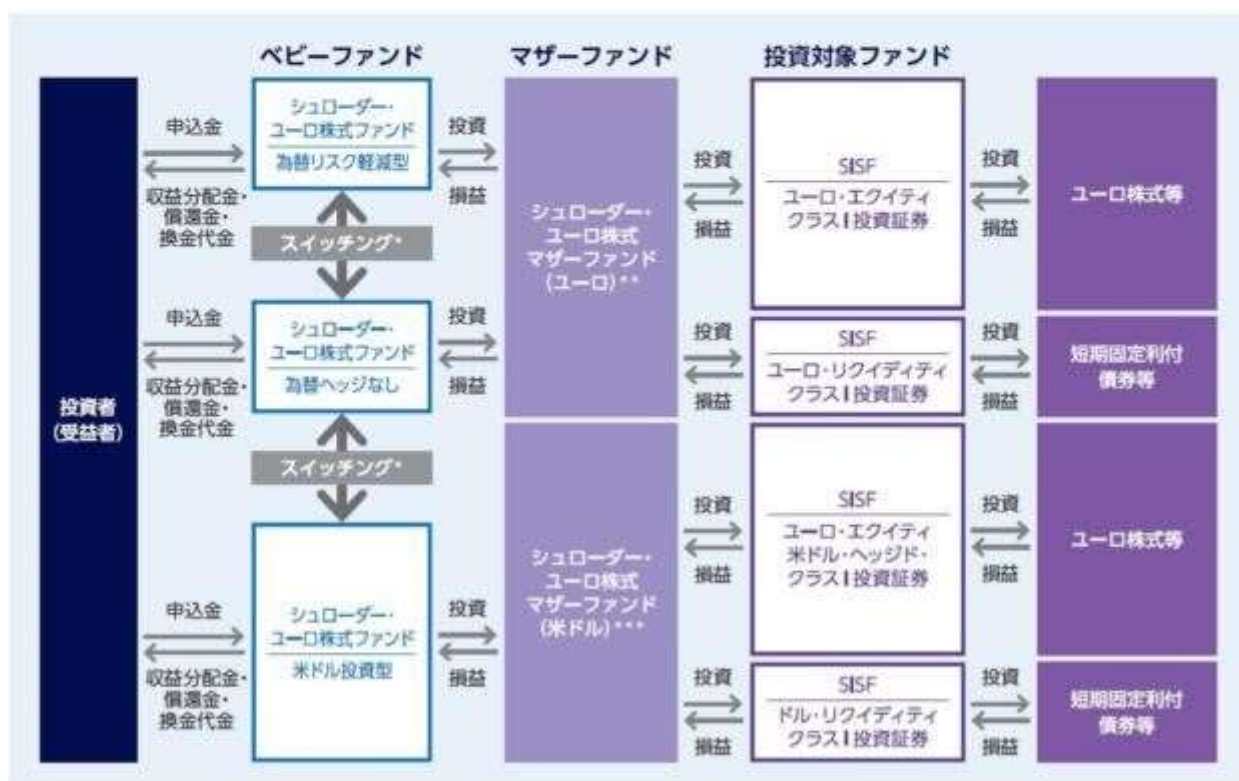 ベビーファンド
マザーファンド
投資対象ファンド
投資者
(受益者)
申込金
収益分配金・
償還金・
換金代金
シュローダー・
ユーロ株式ファンド
為替リスク軽減型
投資
損益
スイッチング*
申込金
収益分配金・
償還金・
換金代金
シュローダー・
ユーロ株式ファンド
為替ヘッジなし
投資
損益
スイッチング*
申込金
収益分配金・
償還金・
換金代金
シュローダー・
ユーロ株式ファンド
米ドル投資型
投資
損益
シュローダー・
ユーロ株式
マザーファンド
(ユーロ)**
投資
損益
SISF
ユーロ・エクイティ
クラスI投資証券
投資
損益
ユーロ株式等
投資
損益
SISF
ユーロ・リクイディティ
クラスI投資証券
投資
損益
短期固定利付
債券等
シュローダー・
ユーロ株式
マザーファンド
(米ドル)***
投資
損益
SISF
ユーロ・エクイティ
米ドル・ヘッジド・
クラスI投資証券
投資
損益
ユーロ株式等
投資
損益
SISF
ドル・リクイディティ
クラスI投資証券
投資
損益
短期固定利付
債券等